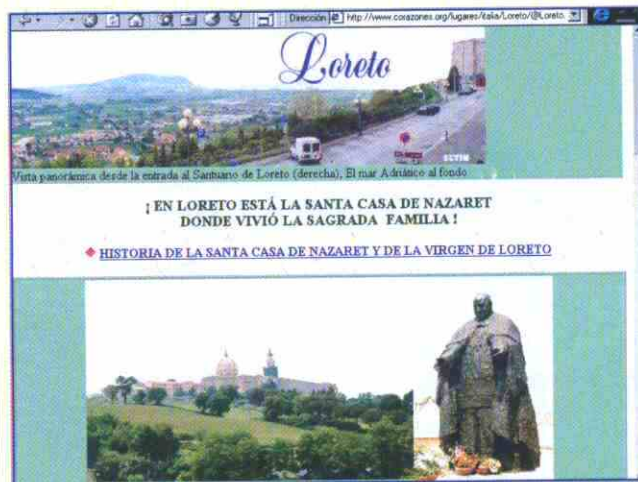 Dirección http://www.corazones.org/lugares/italia/Loreto/@Loreto.
Loreto
SCTJM
Vista panorámica desde la entrada al Santuario de Loreto (derecha), El mar Adriático al fondo
¡ EN LORETO ESTÁ LA SANTA CASA DE NAZARET
DONDE VIVIÓ LA SAGRADA FAMILIA !
HISTORIA DE LA SANTA CASA DE NAZARET Y DE LA VIRGEN DE LORETO